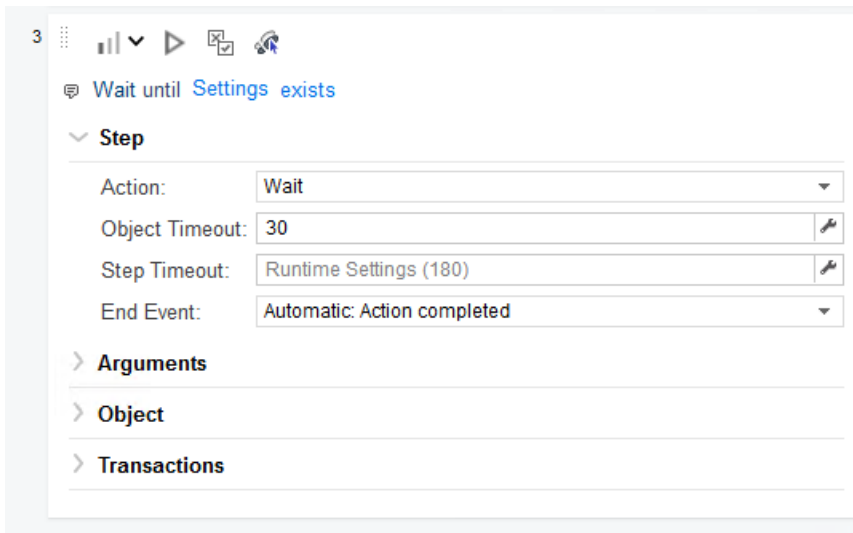 3
Wait until Settings exists
Step
Action: Wait
Object Timeout: 30
Step Timeout: Runtime Settings (180)
End Event: Automatic: Action completed
Arguments
Object
Transactions